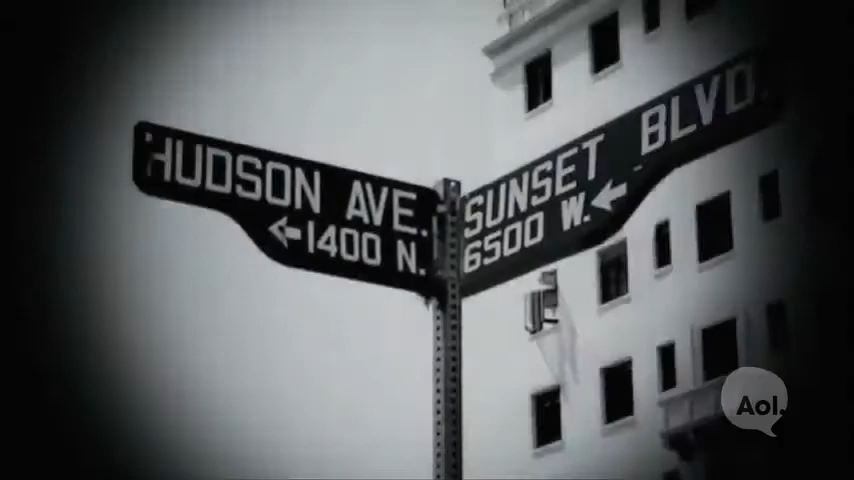 HUDSON AVE.
1400 N.
SUNSET BLVD.
6500 W.
Aol.